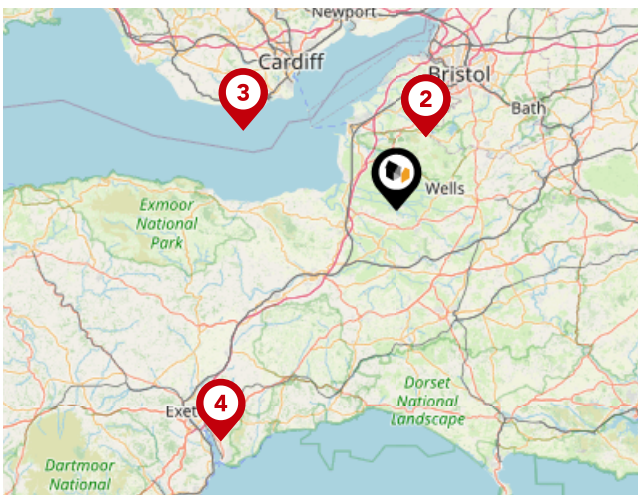 Newport
Cardiff
3
Bristol
2
Bath
Wells
Exmoor
National
Park
Dorset
National
Landscape
4
Exet
Dartmoor
National